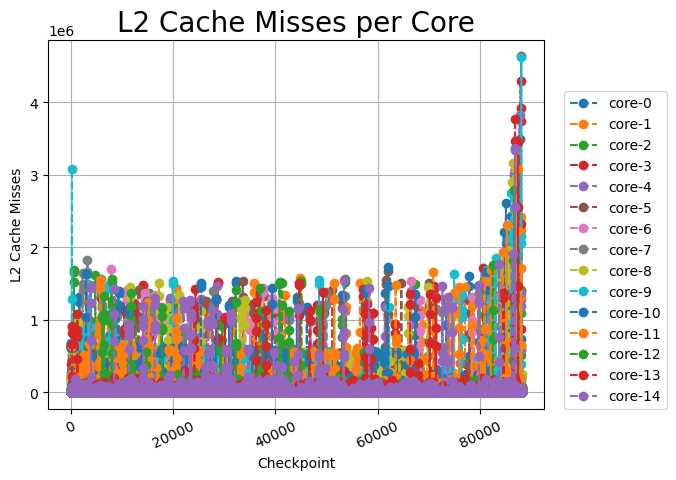 L2 Cache Misses per Core
1e6
4
3
2
1
0
L2 Cache Misses
0
20000
40000
60000
80000
Checkpoint
core-0
core-1
core-2
core-3
core-4
core-5
core-6
core-7
core-8
core-9
core-10
core-11
core-12
core-13
core-14